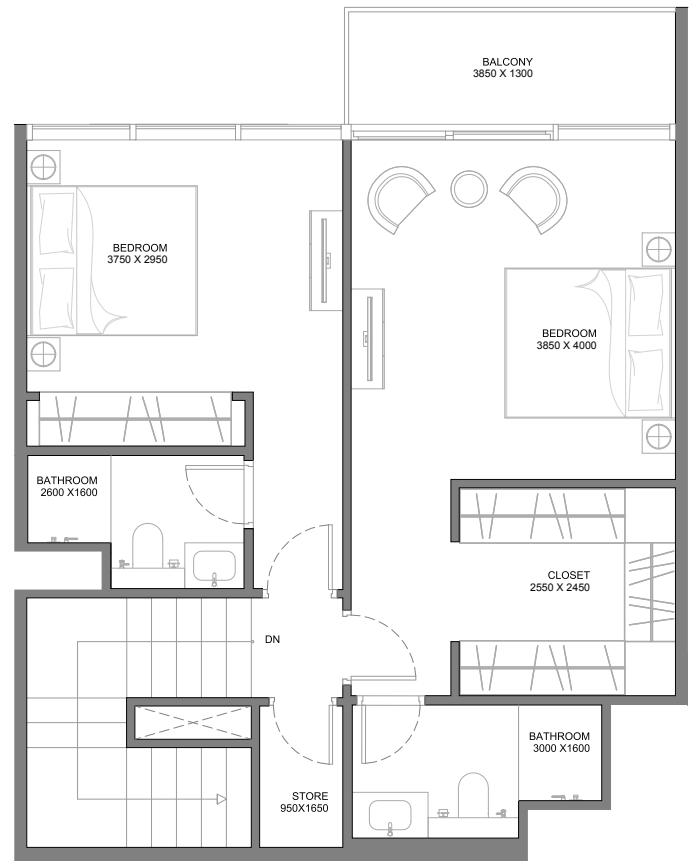 BALCONY
3850 X 1300
BEDROOM
3750 X 2950
BEDROOM
3850 X 4000
BATHROOM
2600 X1600
CLOSET
2550 X 2450
DN
BATHROOM
3000 X1600
STORE
950X1650